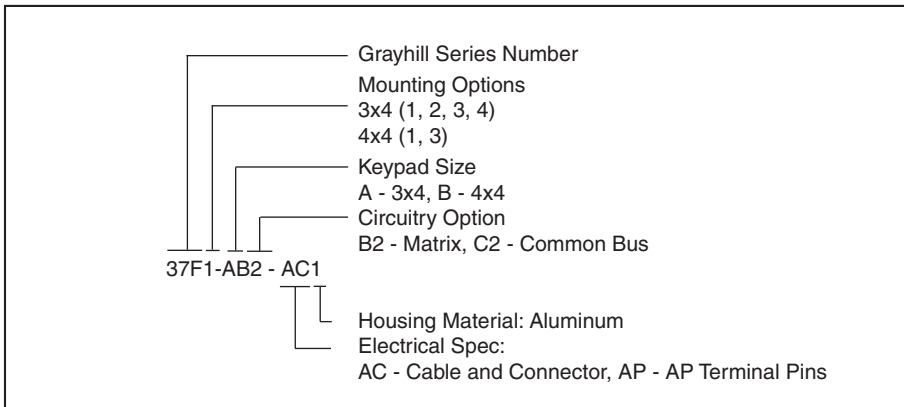 Grayhill Series Number
Mounting Options
3x4 (1, 2, 3, 4)
4x4 (1, 3)
Keypad Size
A - 3x4, B - 4x4
Circuitry Option
B2 - Matrix, C2 - Common Bus
37F1-AB2 - AC1
Housing Material: Aluminum
Electrical Spec:
AC - Cable and Connector, AP - AP Terminal Pins